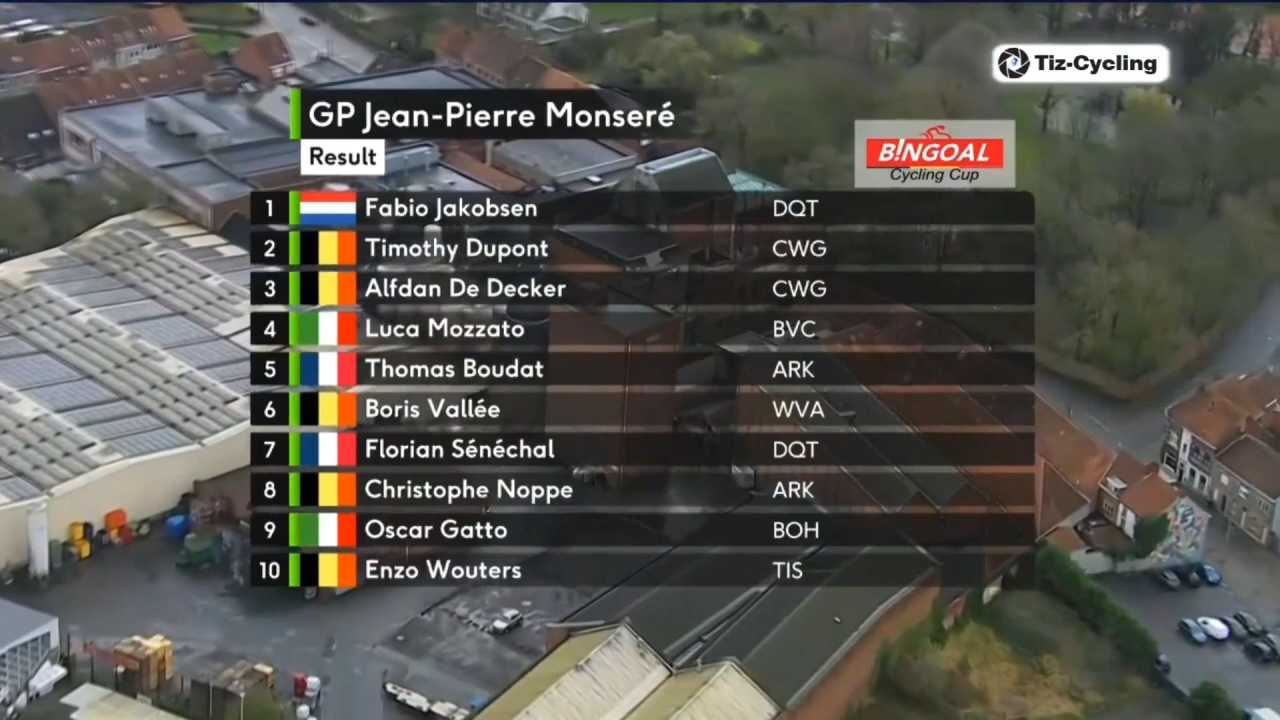 Tiz-Cycling
GP Jean-Pierre Monseré
Result
B!NGOAL
Cycling Cup
1 Fabio Jakobsen DQT
2 Timothy Dupont CWG
3 Alfdan De Decker CWG
4 Luca Mozzato BVC
5 Thomas Boudat ARK
6 Boris Vallée WVA
7 Florian Sénéchal DQT
8 Christophe Noppe ARK
9 Oscar Gatto BOH
10 Enzo Wouters TIS